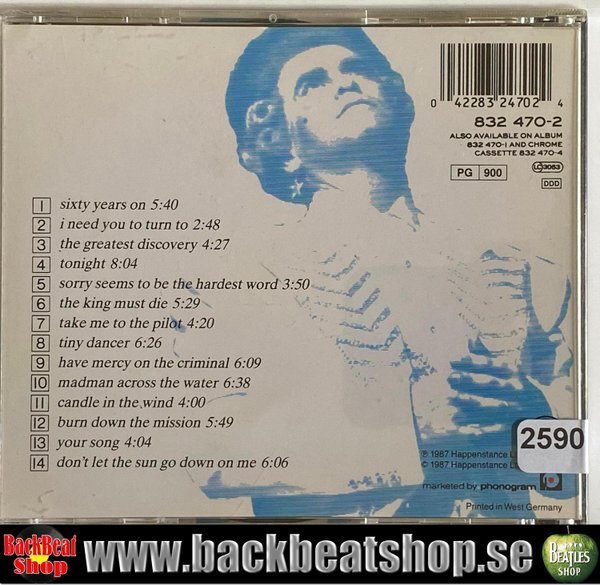 0 42283 24702 4
832 470-2
ALSO AVAILABLE ON ALBUM
832 470-1 AND CHROME
CASSETTE 832 470-4
PG 900
LC 3063
DDD
1 sixty years on 5:40
2 i need you to turn to 2:48
3 the greatest discovery 4:27
4 tonight 8:04
5 sorry seems to be the hardest word 3:50
6 the king must die 5:29
7 take me to the pilot 4:20
8 tiny dancer 6:26
9 have mercy on the criminal 6:09
10 madman across the water 6:38
11 candle in the wind 4:00
12 burn down the mission 5:49
13 your song 4:04
14 don't let the sun go down on me 6:06
2590
℗ 1987 Happenstance
© 1987 Happenstance
marketed by phonogram
Printed in West Germany
BackBeat
Shop
www.backbeatshop.se
BEATLES
SHOP